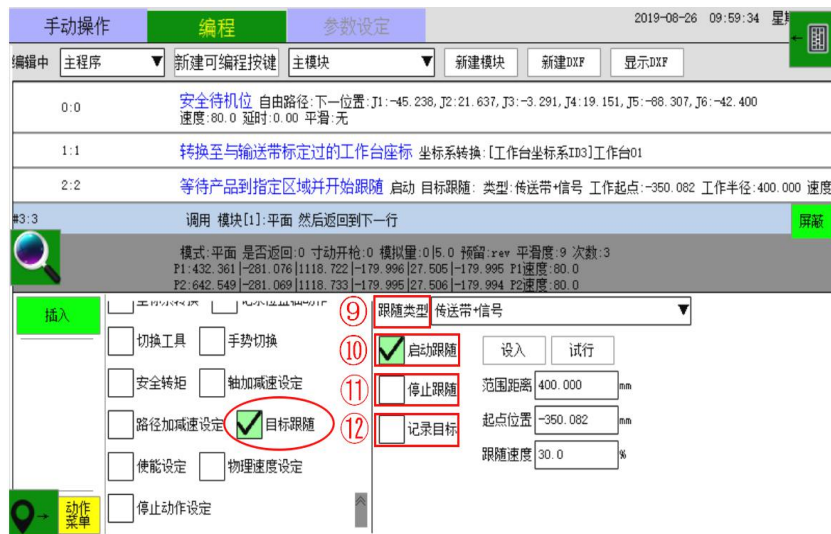 手动操作 编程 参数设定 2019-08-26 09:59:34
编辑中 主程序 新建可编程按键 主模块 新建模块 新建DXF 显示DXF
0:0 安全待机位 自由路径:下一位置:J1:-45.238,J2:21.637,J3:-3.291,J4:19.151,J5:-88.307,J6:-42.400
速度:80.0 延时:0.00 平滑:无
1:1 转换至与输送带标定过的工作台座标 坐标系转换:[工作台坐标系ID3]工作台01
2:2 等待产品到指定区域并开始跟随 启动 目标跟随: 类型:传送带+信号 工作起点:-350.082 工作半径:400.000 速度
#3:3 调用 模块[1]:平面 然后返回到下一行 屏蔽
模式:平面 是否返回:0 寸动开枪:0 模拟量:0|5.0 预留:rev 平滑度:9 次数:3
P1:432.361|-281.076|1118.722|-179.996|27.505|-179.995 P1速度:80.0
P2:642.549|-281.069|1118.733|-179.995|27.506|-179.994 P2速度:80.0
插入 ⑨ 跟随类型 传送带+信号
切换工具 手势切换 ⑩ 启动跟随 设入 试行
安全转矩 轴加减速设定 ⑪ 停止跟随 范围距离 400.000 mm
路径加减速设定 目标跟随 ⑫ 记录目标 起点位置 -350.082 mm
使能设定 物理速度设定 跟随速度 30.0 %
停止动作设定
动作
菜单